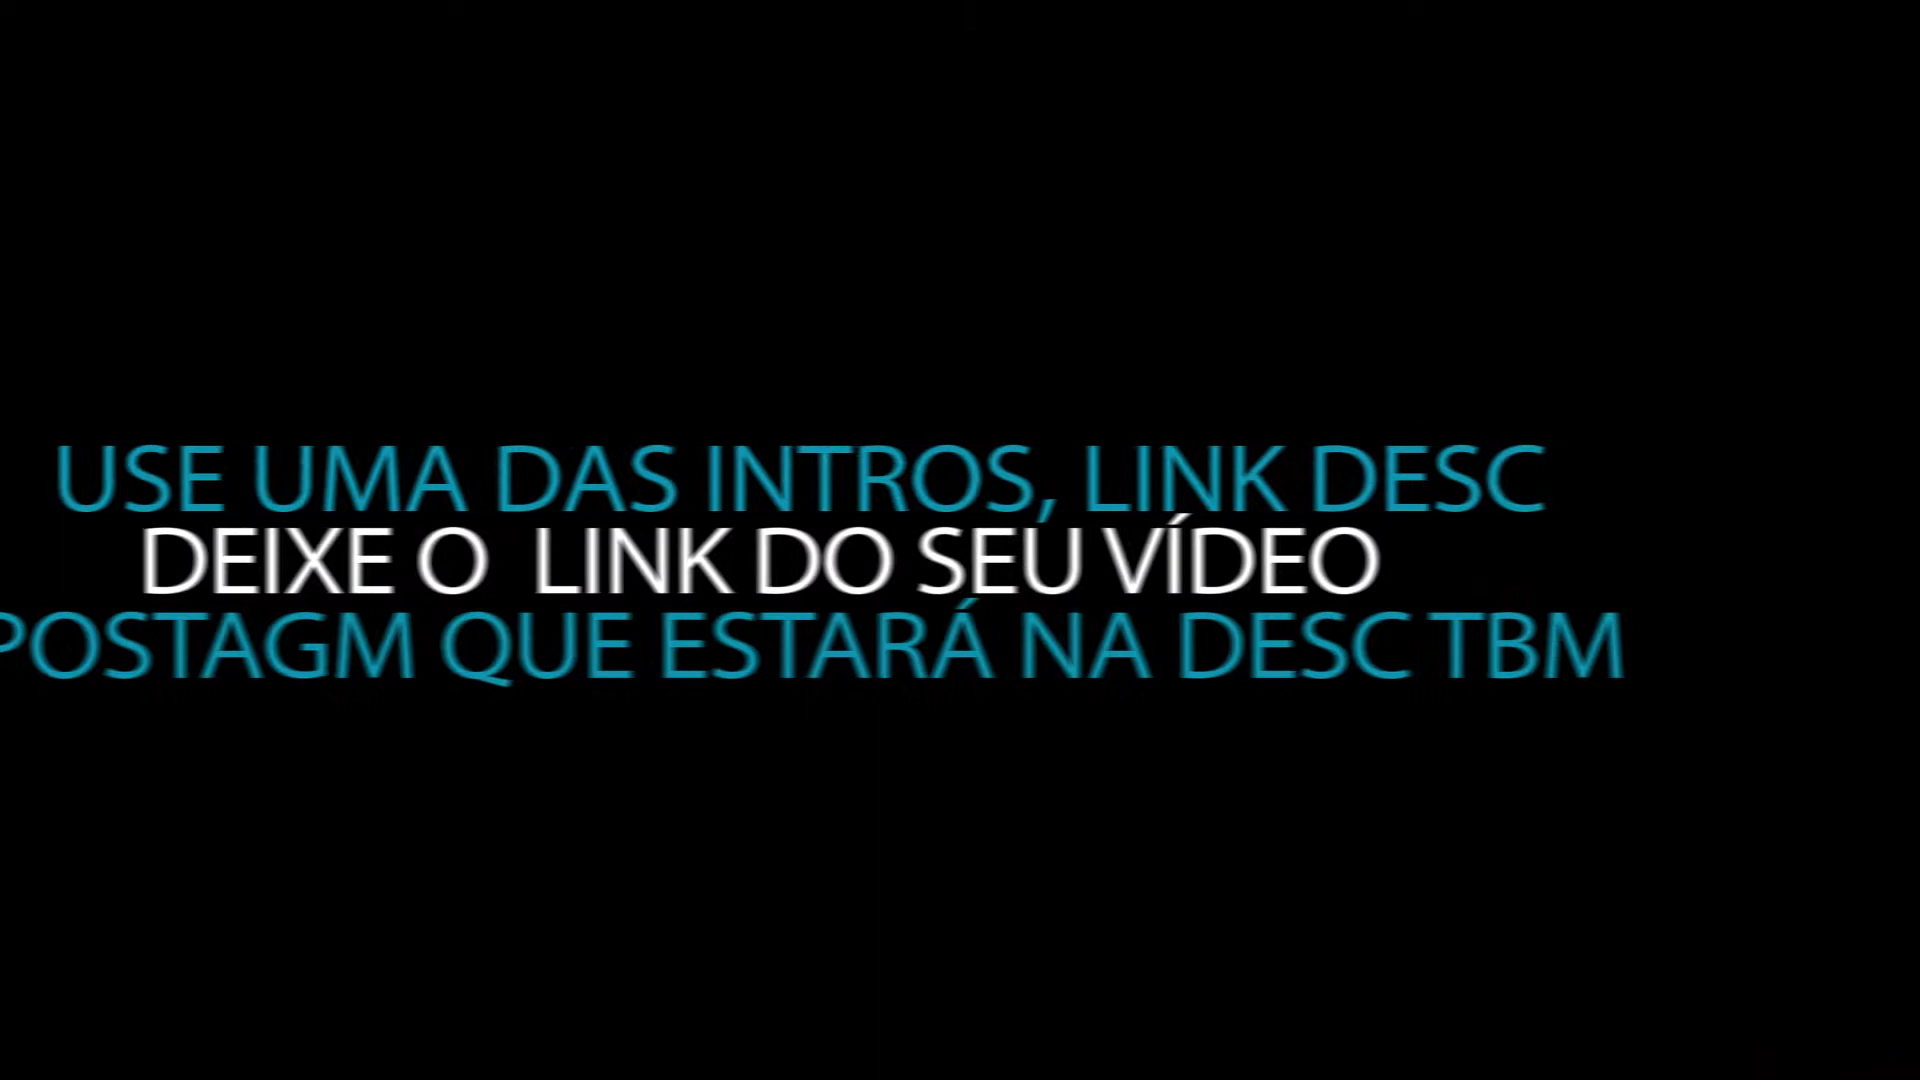 USE UMA DAS INTROS, LINK DESC
DEIXE O LINK DO SEU VÍDEO
POSTAGM QUE ESTARÁ NA DESC TBM